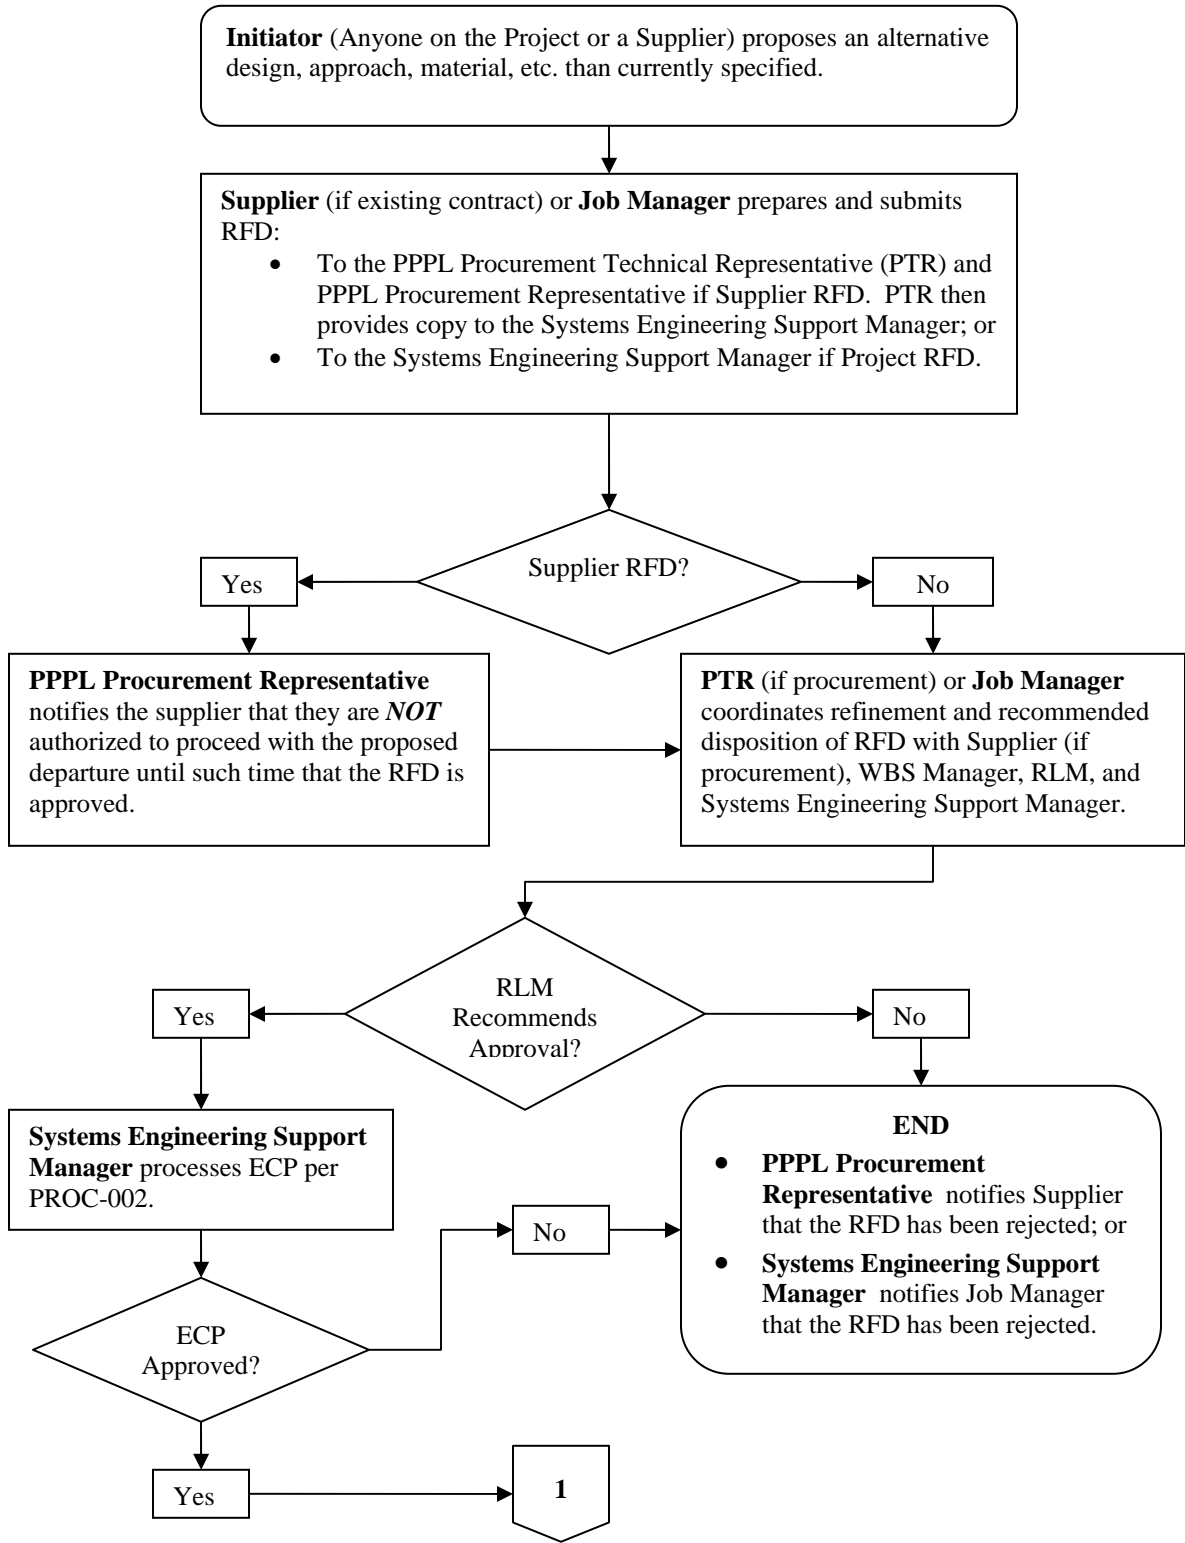 Initiator (Anyone on the Project or a Supplier) proposes an alternative
design, approach, material, etc. than currently specified.
Supplier (if existing contract) or Job Manager prepares and submits
RFD:
• To the PPPL Procurement Technical Representative (PTR) and
PPPL Procurement Representative if Supplier RFD. PTR then
provides copy to the Systems Engineering Support Manager; or
• To the Systems Engineering Support Manager if Project RFD.
Supplier RFD?
Yes
No
PPPL Procurement Representative
notifies the supplier that they are NOT
authorized to proceed with the proposed
departure until such time that the RFD is
approved.
PTR (if procurement) or Job Manager
coordinates refinement and recommended
disposition of RFD with Supplier (if
procurement), WBS Manager, RLM, and
Systems Engineering Support Manager.
RLM
Recommends
Approval?
Yes
No
Systems Engineering Support
Manager processes ECP per
PROC-002.
END
• PPPL Procurement
Representative notifies Supplier
that the RFD has been rejected; or
• Systems Engineering Support
Manager notifies Job Manager
that the RFD has been rejected.
No
ECP
Approved?
Yes
1